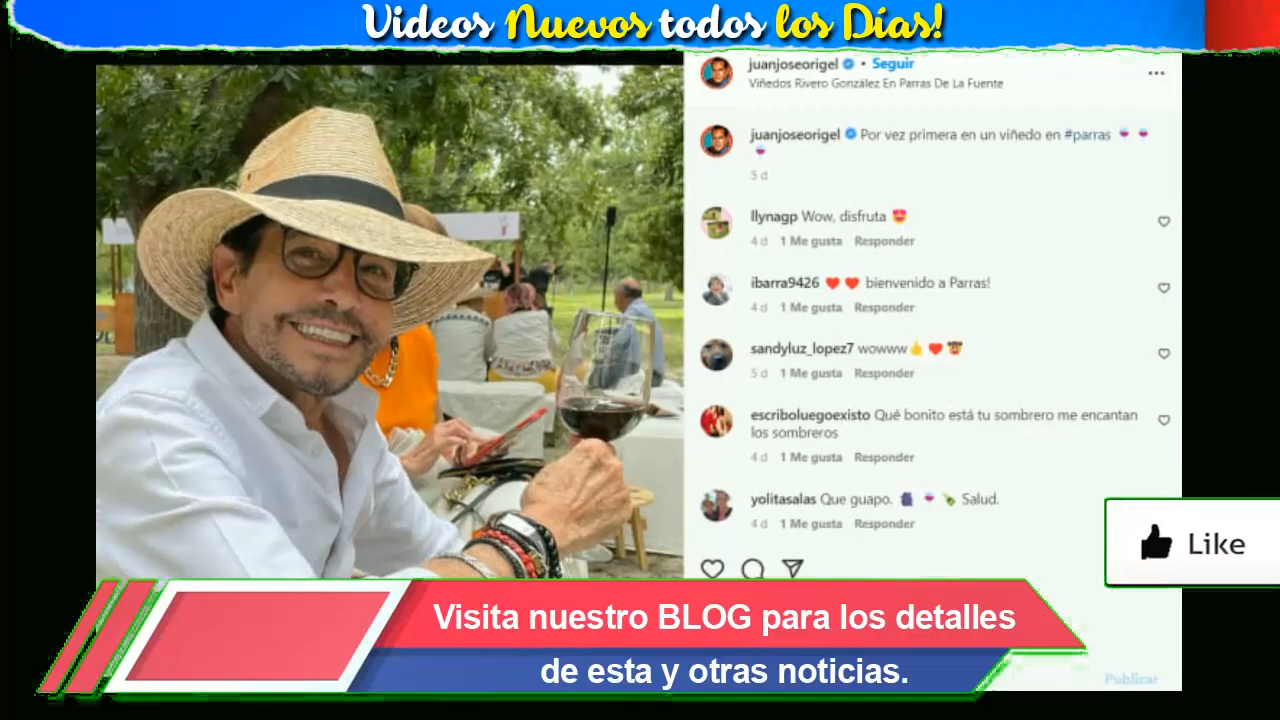 Videos Nuevos todos los Días!
juanjoseorigel • Seguir
Viñedos Rivero González En Parras De La Fuente
juanjoseorigel Por vez primera en un viñedo en #parras
5 d
llynagp Wow, disfruta
4 d 1 Me gusta Responder
ibarra9426 bienvenido a Parras!
4 d 1 Me gusta Responder
sandyluz_lopez7 wowww
5 d 1 Me gusta Responder
escriboluegoexisto Qué bonito está tu sombrero me encantan
los sombreros
4 d 1 Me gusta Responder
yolitasalas Que guapo. Salud.
4 d 1 Me gusta Responder
Like
Visita nuestro BLOG para los detalles
de esta y otras noticias.
Publicar